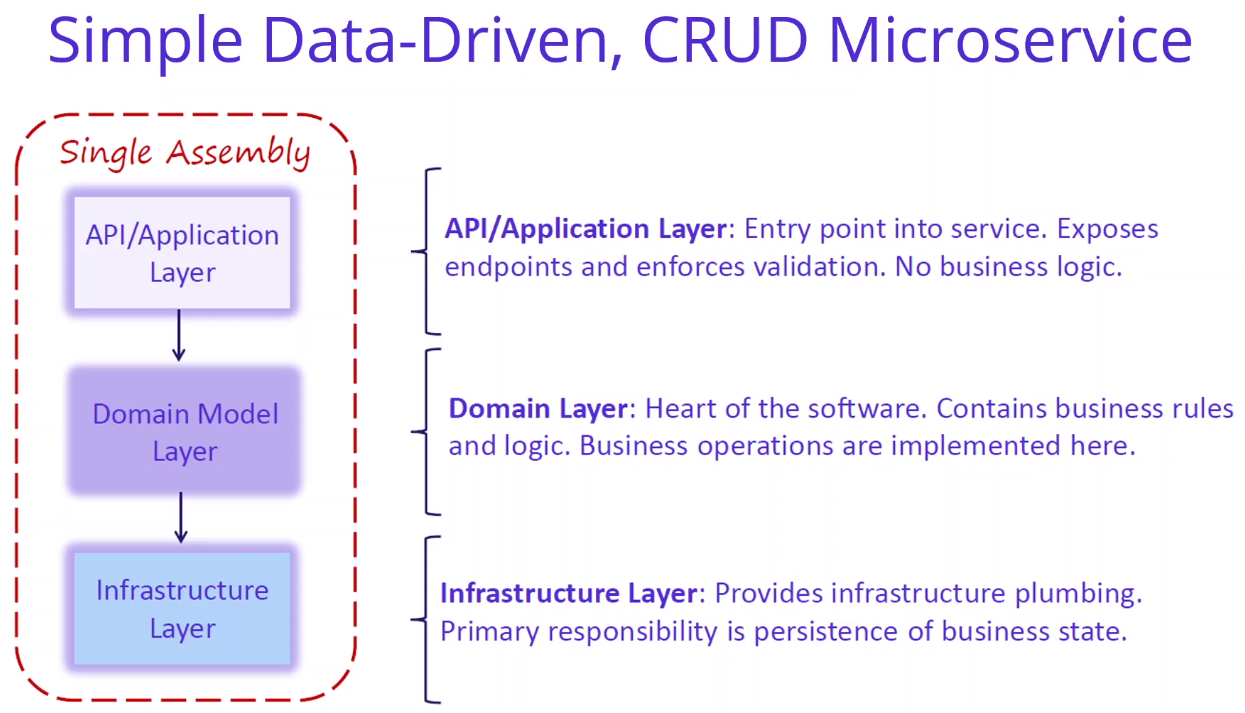 Simple Data-Driven, CRUD Microservice
Single Assembly
API/Application
Layer
API/Application Layer: Entry point into service. Exposes
endpoints and enforces validation. No business logic.
Domain Model
Layer
Domain Layer: Heart of the software. Contains business rules
and logic. Business operations are implemented here.
Infrastructure
Layer
Infrastructure Layer: Provides infrastructure plumbing.
Primary responsibility is persistence of business state.